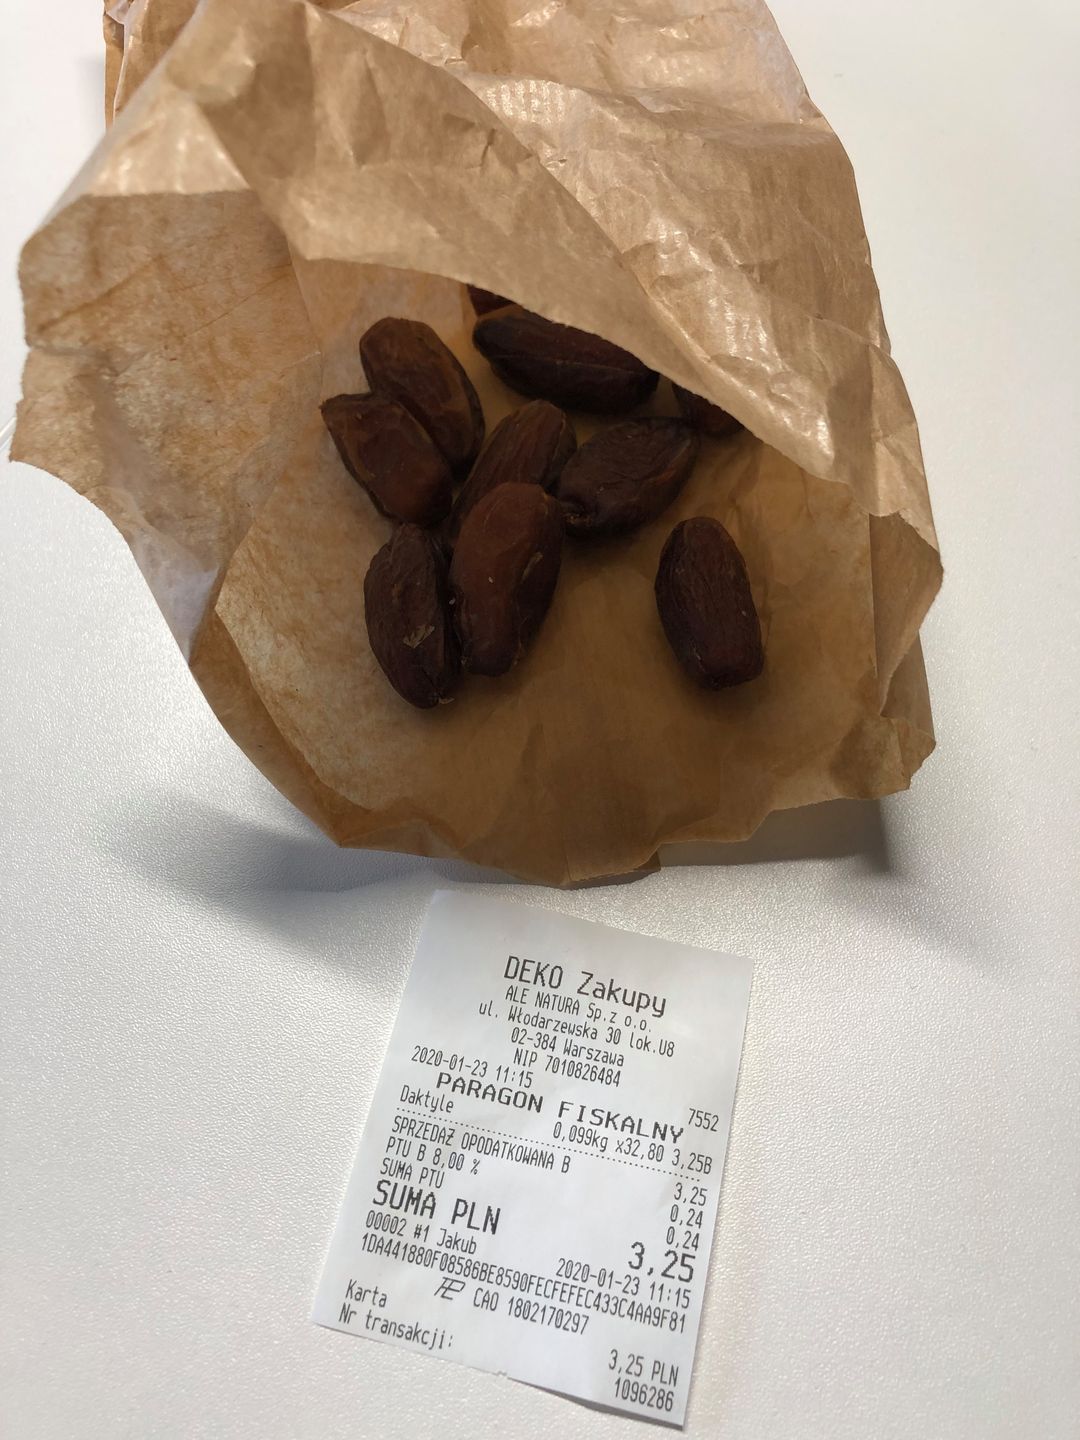 DEKO Zakupy
ALE NATURA Sp.z o.o.
ul. Włodarzewska 30 lok.U8
02-384 Warszawa
NIP 7010826484
2020-01-23 11:15 7552
PARAGON FISKALNY
Daktyle 0,099kg x32,80 3,25B
SPRZEDAŻ OPODATKOWANA B 3,25
PTU B 8,00 % 0,24
SUMA PTU 0,24
SUMA PLN 3,25
00002 #1 Jakub 2020-01-23 11:15
1DA441880F08586BE8590FECFEFEC433C4AA9F81
CAO 1802170297
Karta 3,25 PLN
Nr transakcji: 1096286